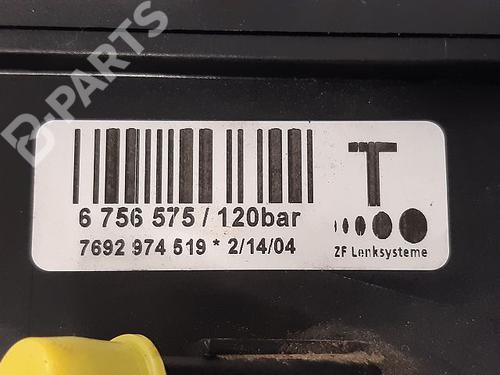 B-PARTS
T
6 756 575 / 120bar
7692 974 519 * 2/14/04
ZF Lenksysteme